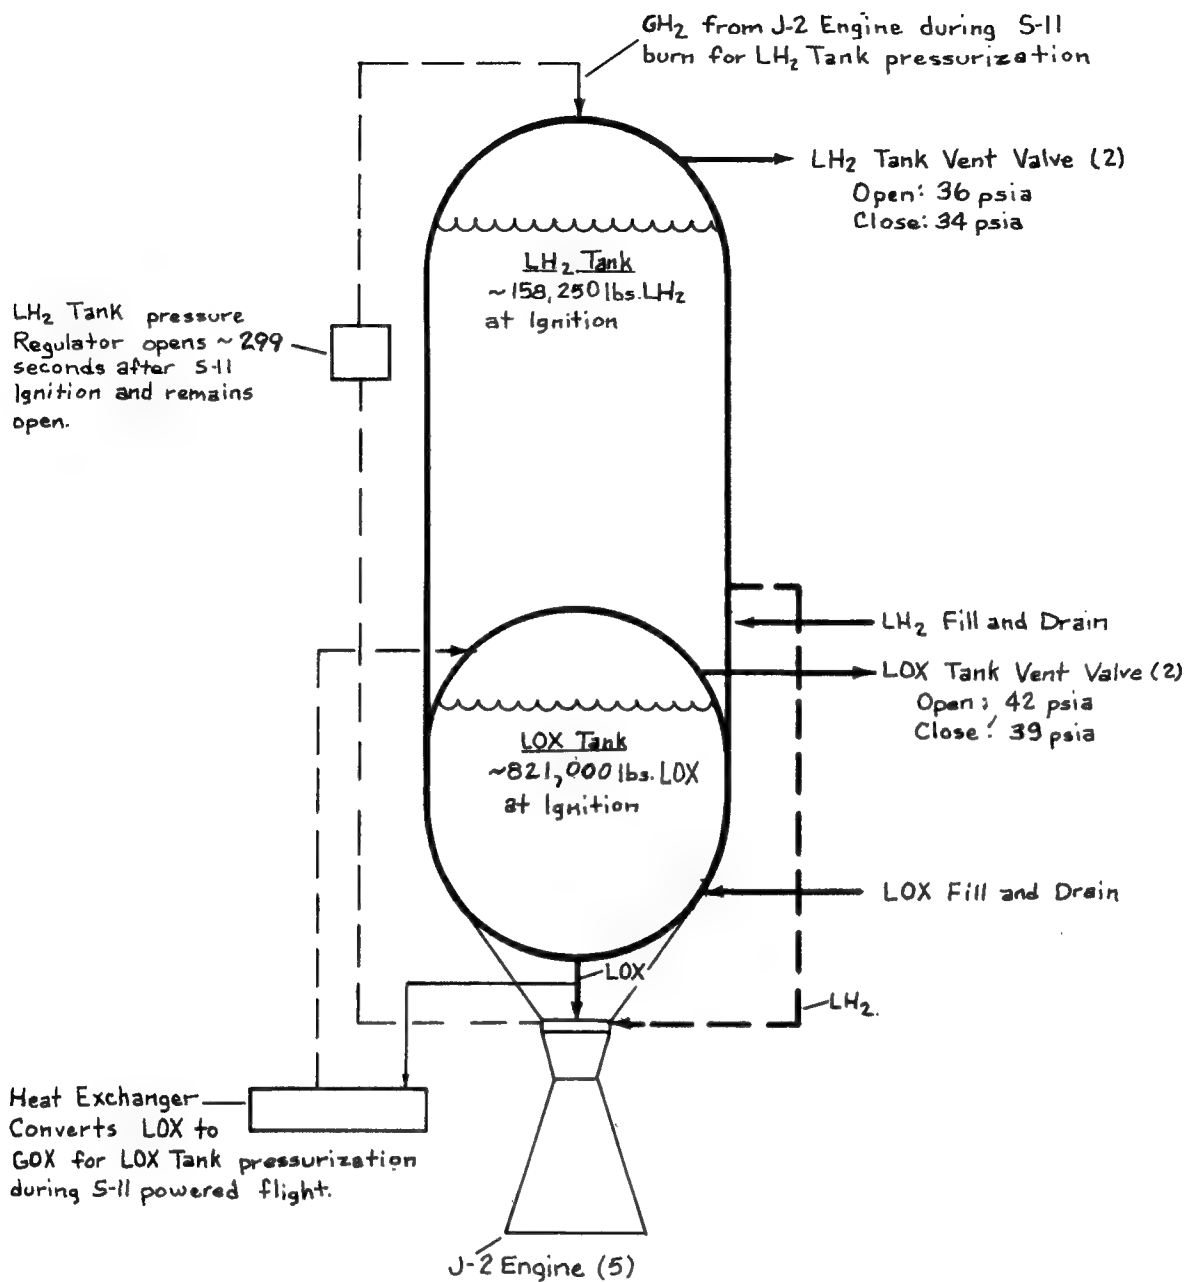 GH2 from J-2 Engine during S-11
burn for LH2 Tank pressurization
LH2 Tank Vent Valve (2)
Open: 36 psia
Close: 34 psia
LH2 Tank
~158,250 lbs. LH2
at Ignition
LH2 Tank pressure
Regulator opens ~299
seconds after S-11
Ignition and remains
open.
LH2 Fill and Drain
LOX Tank Vent Valve (2)
Open: 42 psia
Close: 39 psia
LOX Tank
~821,000 lbs. LOX
at Ignition
LOX Fill and Drain
LOX
LH2.
Heat Exchanger
Converts LOX to
GOX for LOX Tank pressurization
during S-11 powered flight.
J-2 Engine (5)